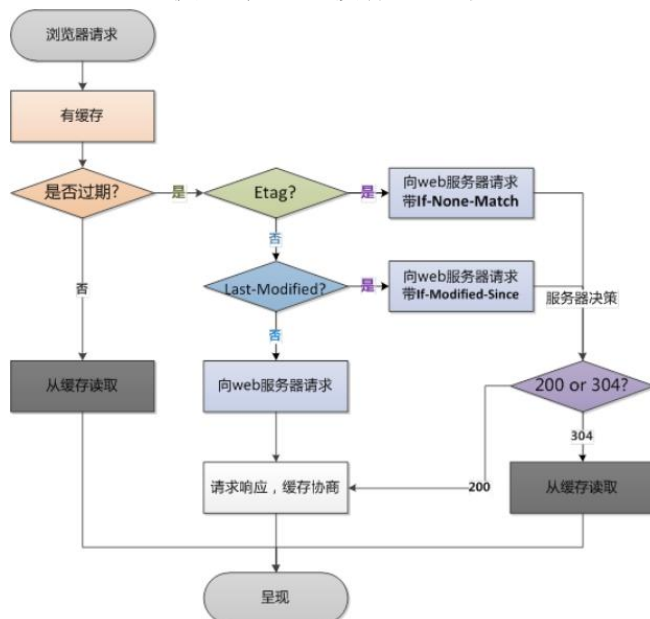 浏览器请求
有缓存
是否过期?
是
Etag?
是
向web服务器请求
带If-None-Match
否
否
Last-Modified?
是
向web服务器请求
带If-Modified-Since
服务器决策
否
从缓存读取
向web服务器请求
200 or 304?
304
请求响应，缓存协商
200
从缓存读取
呈现